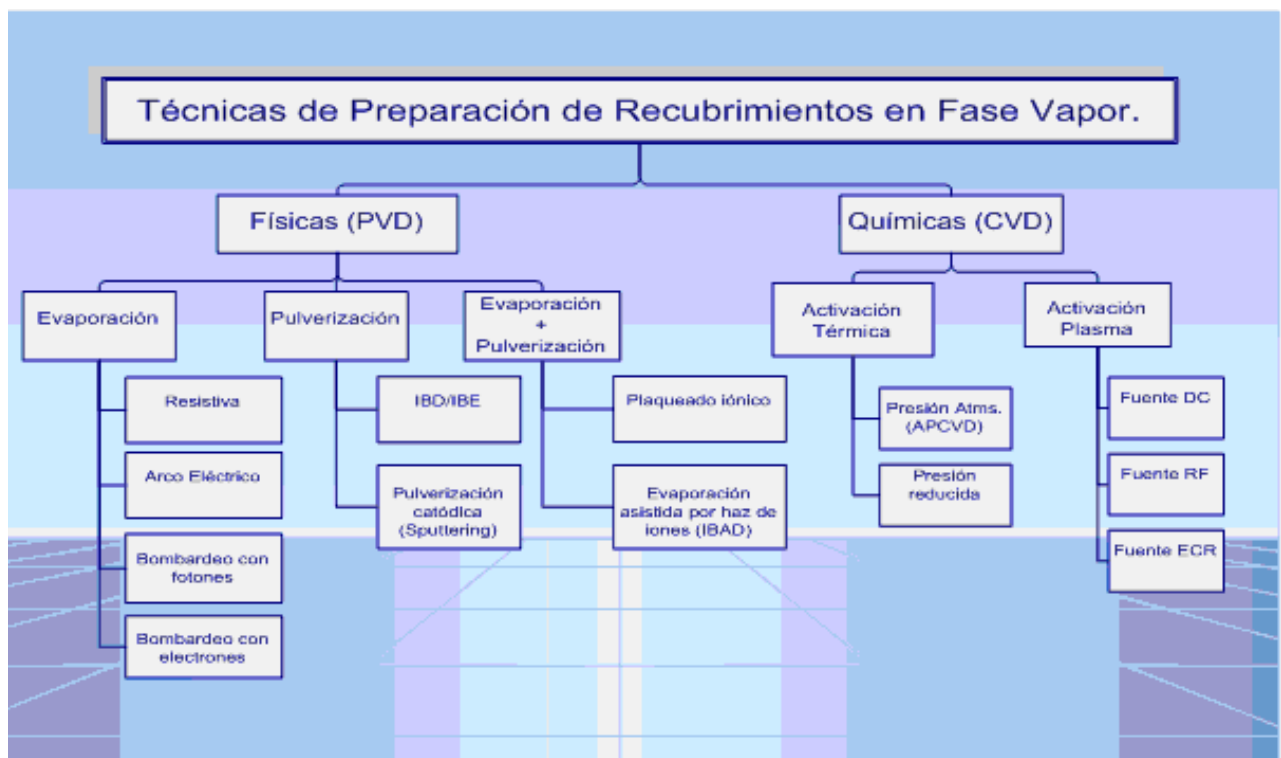 Técnicas de Preparación de Recubrimientos en Fase Vapor.
Físicas (PVD)
Químicas (CVD)
Evaporación
Pulverización
Evaporación
+
Pulverización
Activación
Térmica
Activación
Plasma
Resistiva
Arco Eléctrico
Bombardeo con
fotones
Bombardeo con
electrones
IBD/IBE
Pulverización
catódica
(Sputtering)
Plaqueado iónico
Evaporación
asistida por haz de
iones (IBAD)
Presión Atms.
(APCVD)
Presión
reducida
Fuente DC
Fuente RF
Fuente ECR